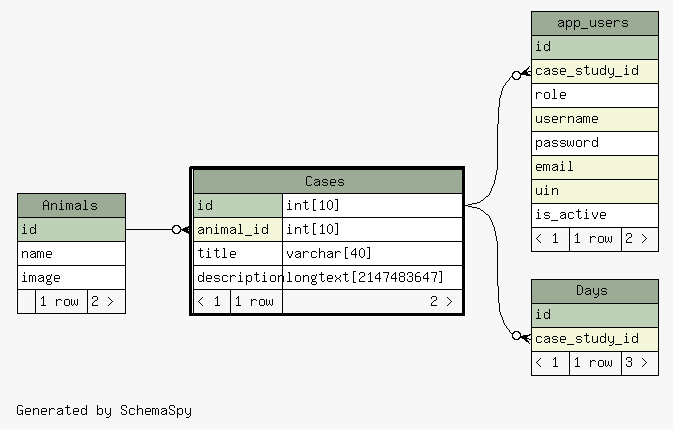 app_users
id
case_study_id
role
username
password
email
uin
is_active
< 1 1 row 2 >
Cases
id int[10]
animal_id int[10]
title varchar[40]
description longtext[2147483647]
< 1 1 row 2 >
Animals
id
name
image
1 row 2 >
Days
id
case_study_id
< 1 1 row 3 >
Generated by SchemaSpy